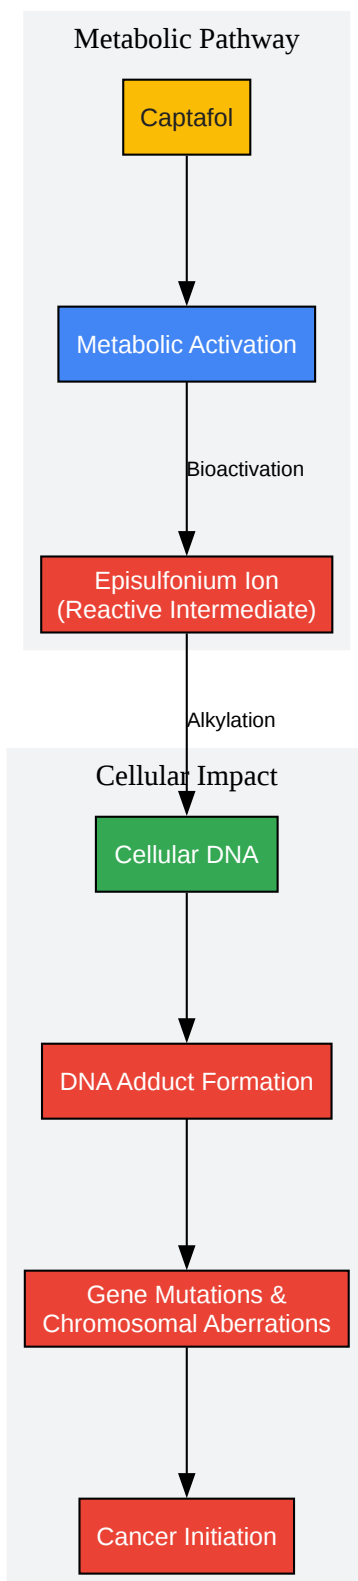 Metabolic Pathway
Captafol
Metabolic Activation
Bioactivation
Episulfonium Ion
(Reactive Intermediate)
Alkylation
Cellular Impact
Cellular DNA
DNA Adduct Formation
Gene Mutations &
Chromosomal Aberrations
Cancer Initiation